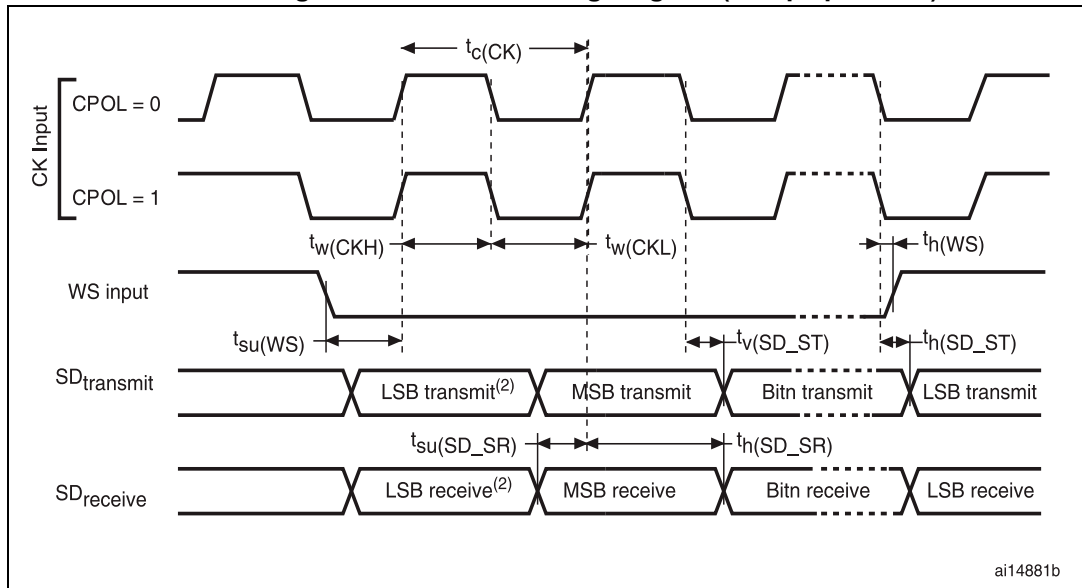 tc(CK)
CK Input
CPOL = 0
CPOL = 1
tw(CKH)
tw(CKL)
th(WS)
WS input
tsu(WS)
tv(SD_ST)
th(SD_ST)
SDtransmit
LSB transmit(2)
MSB transmit
Bitn transmit
LSB transmit
tsu(SD_SR)
th(SD_SR)
SDreceive
LSB receive(2)
MSB receive
Bitn receive
LSB receive
ai14881b